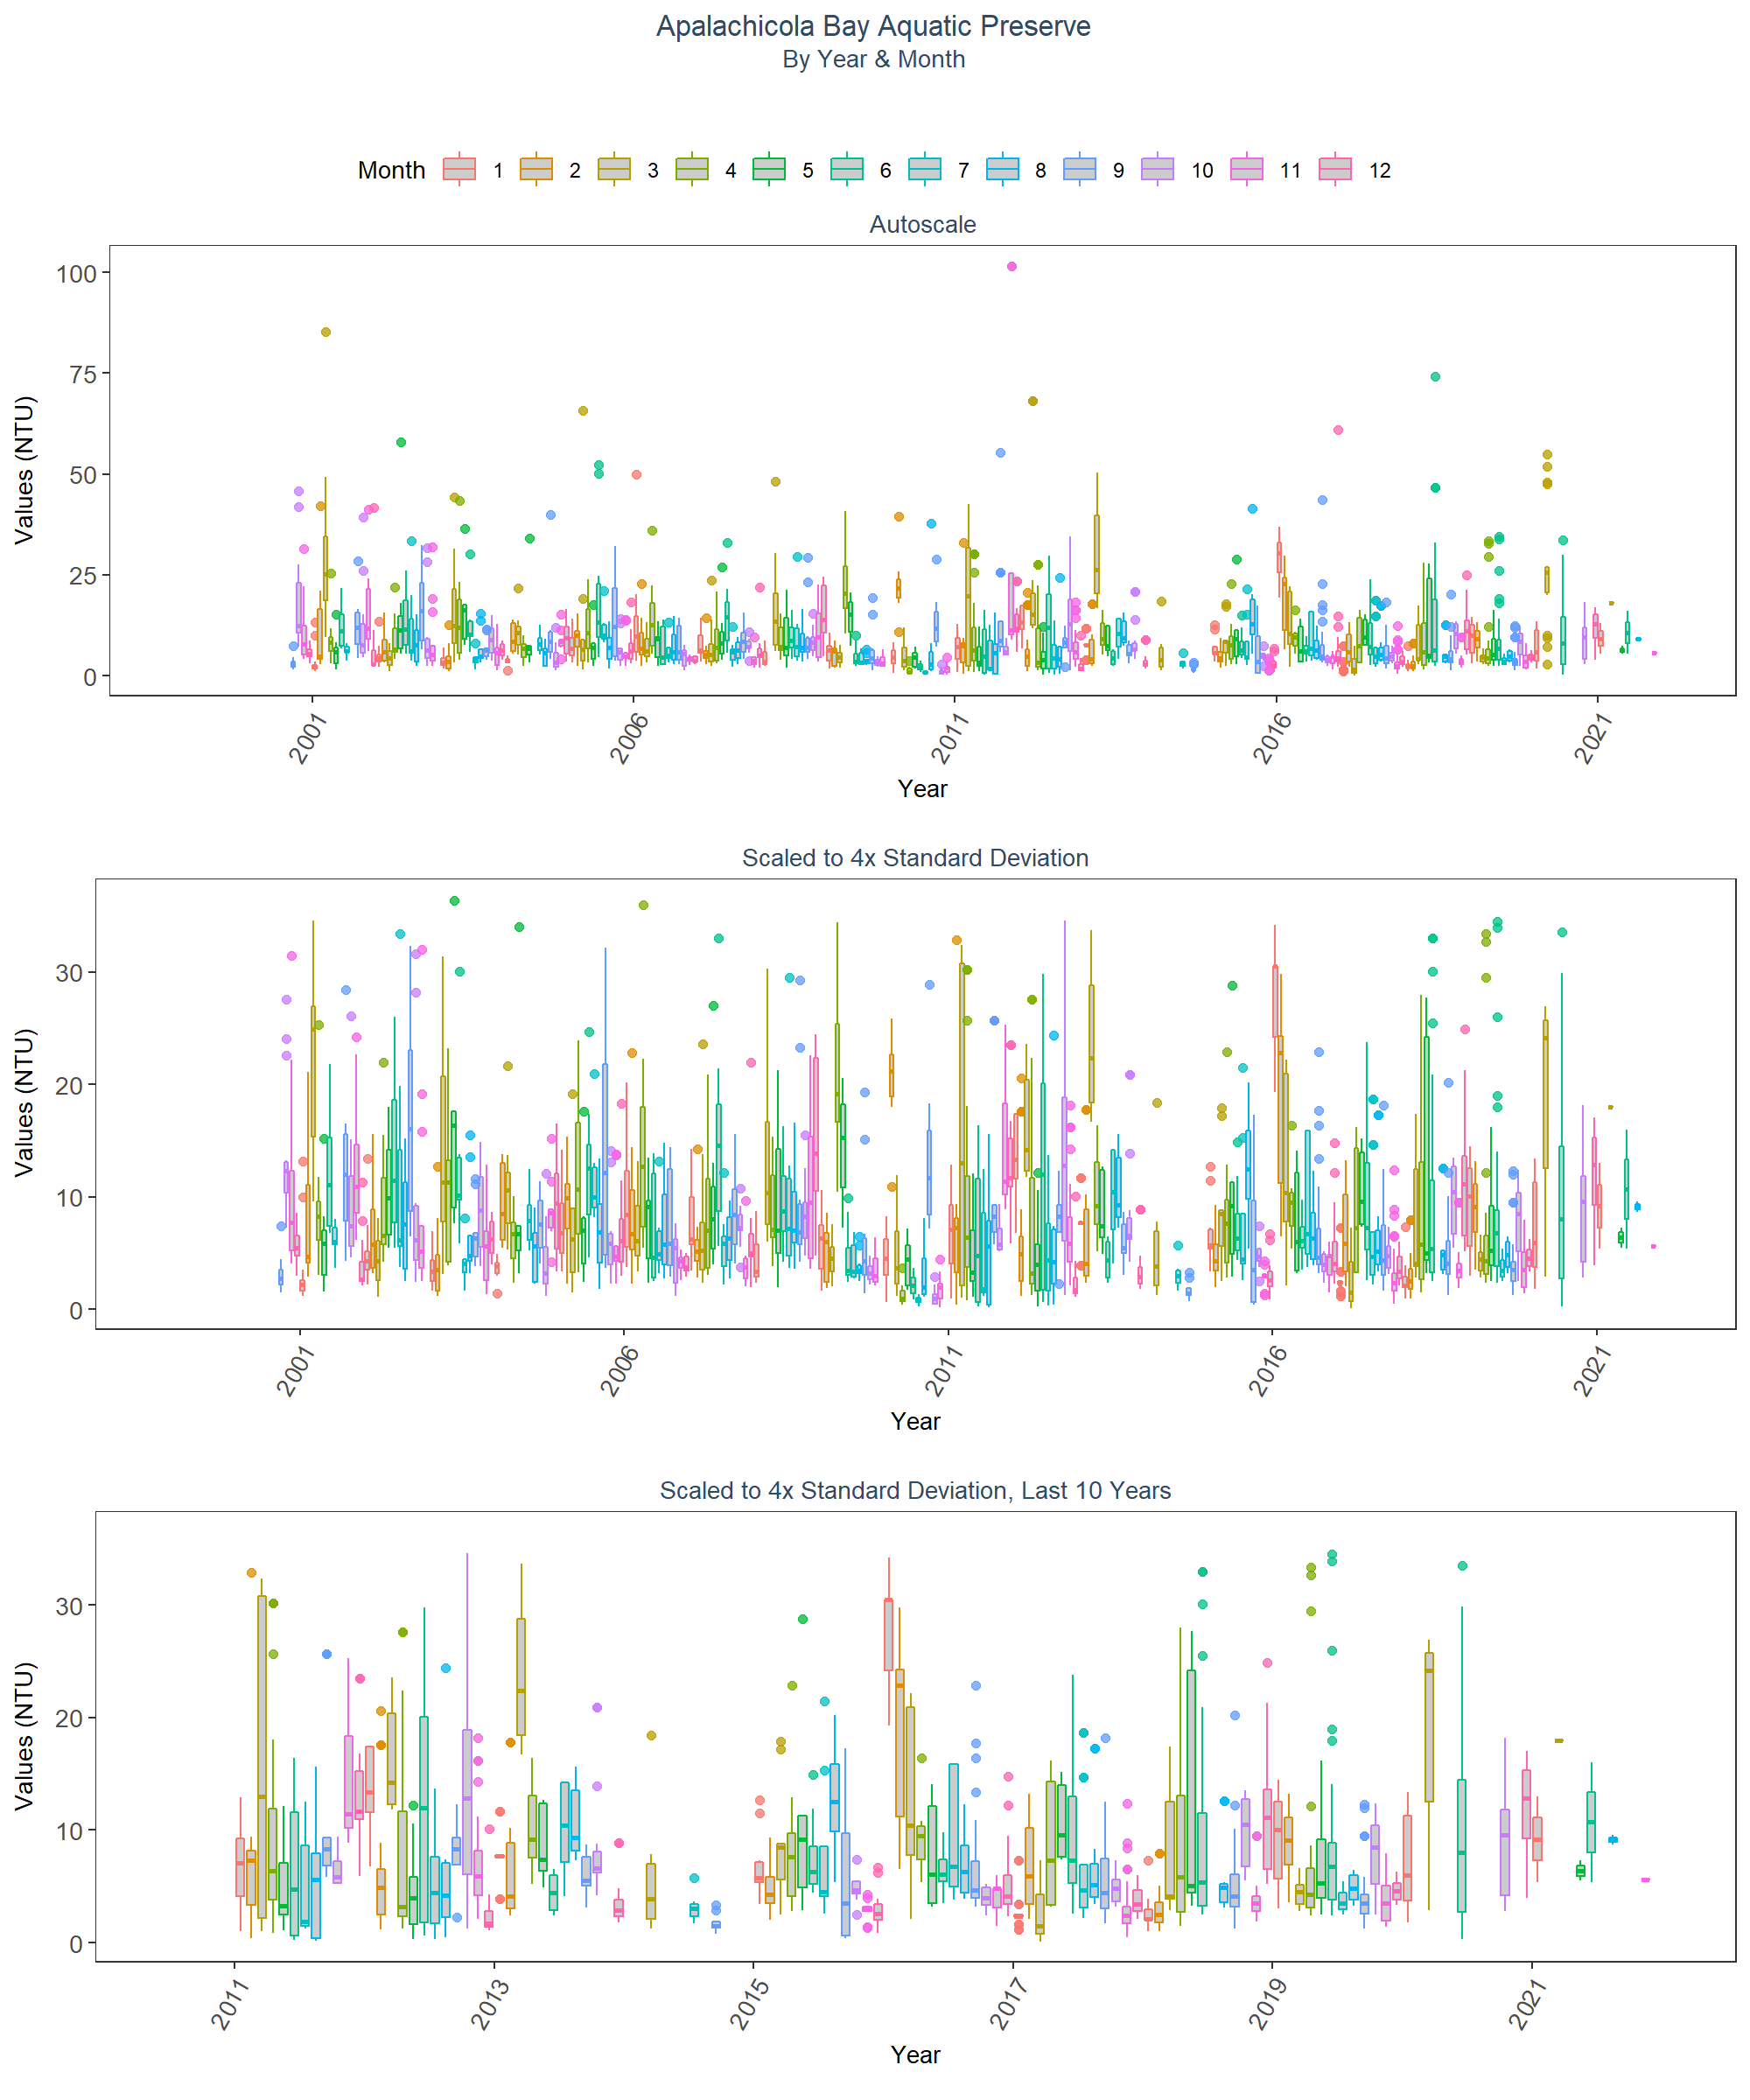 Apalachicola Bay Aquatic Preserve
By Year & Month
Month 1 2 3 4 5 6 7 8 9 10 11 12
Autoscale
100
75
50
25
0
Values (NTU)
2001 2006 2011 2016 2021
Year
Scaled to 4x Standard Deviation
30
20
10
0
Values (NTU)
2001 2006 2011 2016 2021
Year
Scaled to 4x Standard Deviation, Last 10 Years
30
20
10
0
Values (NTU)
2011 2013 2015 2017 2019 2021
Year